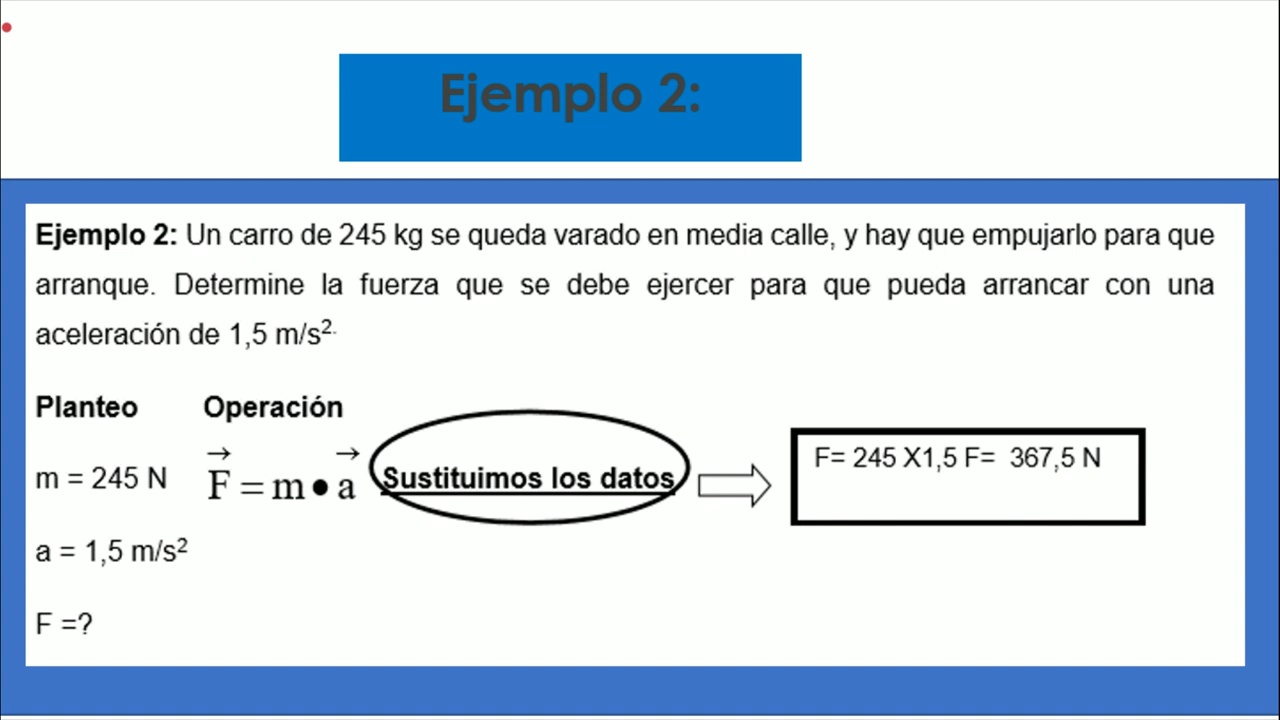 Ejemplo 2:
Ejemplo 2: Un carro de 245 kg se queda varado en media calle, y hay que empujarlo para que
arranque. Determine la fuerza que se debe ejercer para que pueda arrancar con una
aceleración de 1,5 m/s².
Planteo Operación
m = 245 N F⃗ = m • a⃗ Sustituimos los datos F= 245 X1,5 F= 367,5 N
a = 1,5 m/s²
F =?